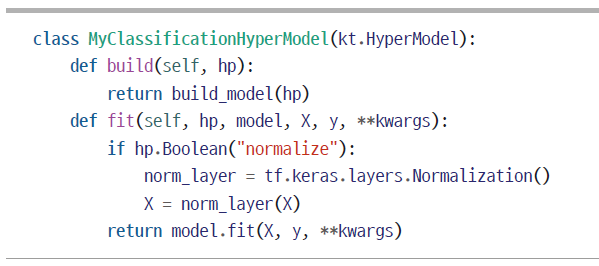 class MyClassificationHyperModel(kt.HyperModel):
    def build(self, hp):
        return build_model(hp)
    def fit(self, hp, model, X, y, **kwargs):
        if hp.Boolean("normalize"):
            norm_layer = tf.keras.layers.Normalization()
            X = norm_layer(X)
        return model.fit(X, y, **kwargs)